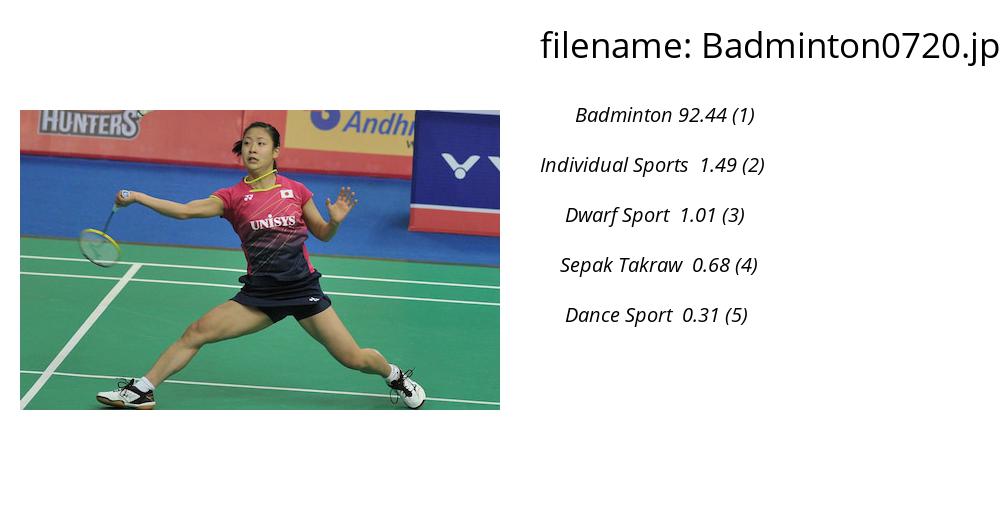 filename: Badminton0720.jp
HUNTERS
Andhr
UNISYS
Badminton 92.44 (1)
Individual Sports 1.49 (2)
Dwarf Sport 1.01 (3)
Sepak Takraw 0.68 (4)
Dance Sport 0.31 (5)